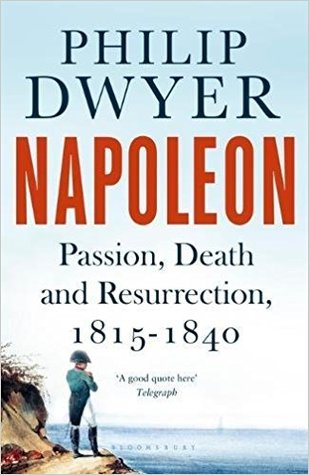 PHILIP
DWYER
NAPOLEON
Passion, Death
and Resurrection,
1815-1840
'A good quote here'
Telegraph
BLOOMSBURY